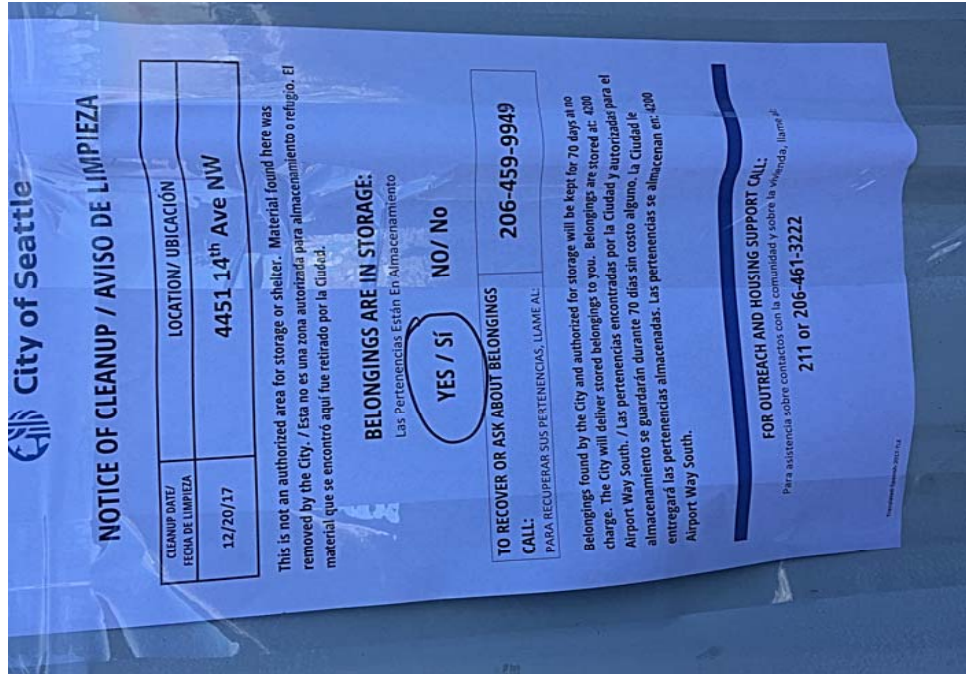 City of Seattle
NOTICE OF CLEANUP / AVISO DE LIMPIEZA
CLEANUP DATE/
FECHA DE LIMPIEZA
LOCATION/ UBICACIÓN
12/20/17
4451 14th Ave NW
This is not an authorized area for storage or shelter. Material found here was
removed by the City. / Esta no es una zona autorizada para almacenamiento o refugio. El
material que se encontró aquí fue retirado por la Ciudad.
BELONGINGS ARE IN STORAGE:
Las Pertenencias Están En Almacenamiento
YES / Sí NO/ No
TO RECOVER OR ASK ABOUT BELONGINGS
CALL:
PARA RECUPERAR SUS PERTENENCIAS, LLAME AL:
206-459-9949
Belongings found by the City and authorized for storage will be kept for 70 days at no
charge. The City will deliver stored belongings to you. Belongings are stored at: 4200
Airport Way South. / Las pertenencias encontradas por la Ciudad y autorizadas para el
almacenamiento se guardarán durante 70 días sin costo alguno. La Ciudad le
entregará las pertenencias almacenadas. Las pertenencias se almacenan en: 4200
Airport Way South.
FOR OUTREACH AND HOUSING SUPPORT CALL:
Para asistencia sobre contactos con la comunidad y sobre la vivienda, llame al
211 or 206-461-3222